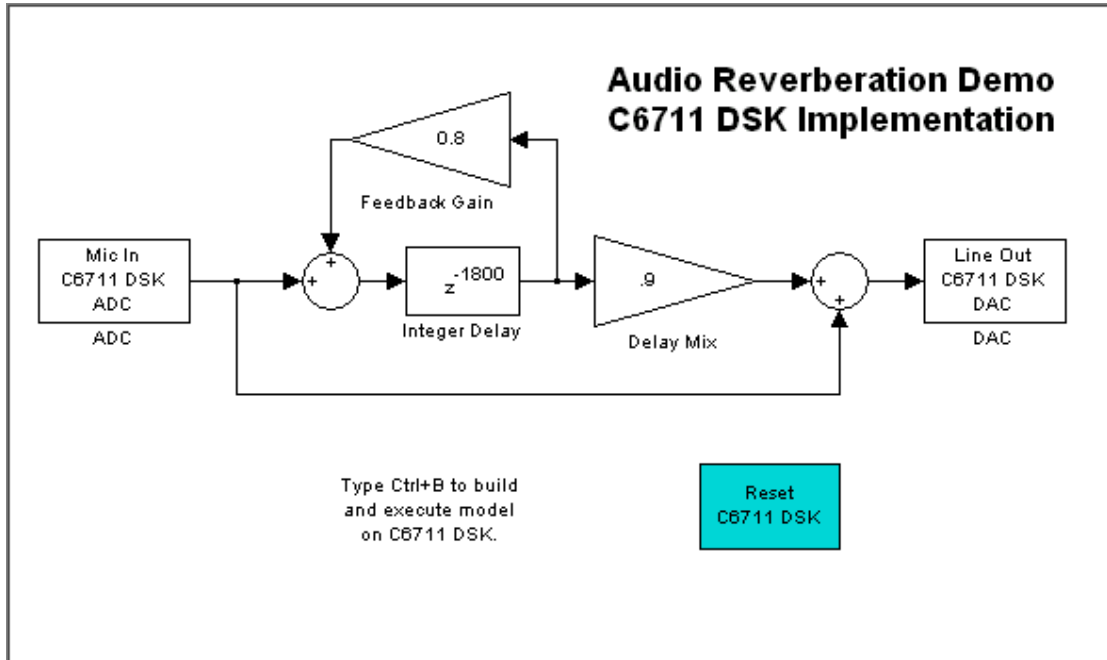 Audio Reverberation Demo
C6711 DSK Implementation
0.8
Feedback Gain
+
+
Mic In
C6711 DSK
ADC
ADC
z-1800
Integer Delay
.9
Delay Mix
+
+
Line Out
C6711 DSK
DAC
DAC
Type Ctrl+B to build
and execute model
on C6711 DSK.
Reset
C6711 DSK